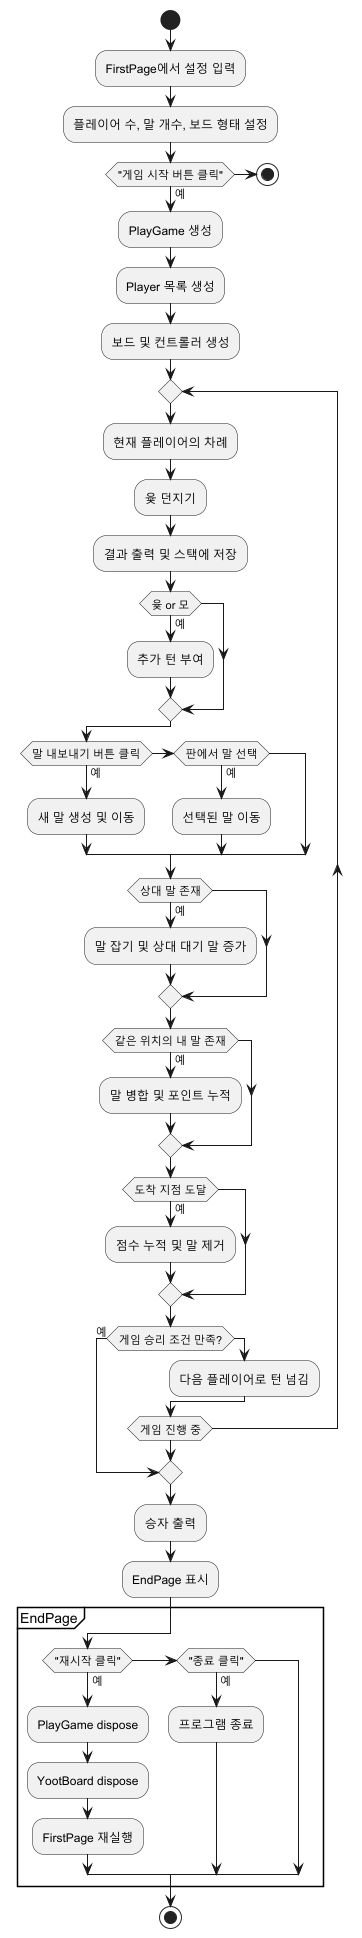 FirstPage에서 설정 입력
플레이어 수, 말 개수, 보드 형태 설정
"게임 시작 버튼 클릭"
예
PlayGame 생성
Player 목록 생성
보드 및 컨트롤러 생성
현재 플레이어의 차례
윷 던지기
결과 출력 및 스택에 저장
윷 or 모
예
추가 턴 부여
말 내보내기 버튼 클릭
판에서 말 선택
예
예
새 말 생성 및 이동
선택된 말 이동
상대 말 존재
예
말 잡기 및 상대 대기 말 증가
같은 위치의 내 말 존재
예
말 병합 및 포인트 누적
도착 지점 도달
예
점수 누적 및 말 제거
예
게임 승리 조건 만족?
다음 플레이어로 턴 넘김
게임 진행 중
승자 출력
EndPage 표시
EndPage
"재시작 클릭"
"종료 클릭"
예
예
PlayGame dispose
프로그램 종료
YootBoard dispose
FirstPage 재실행